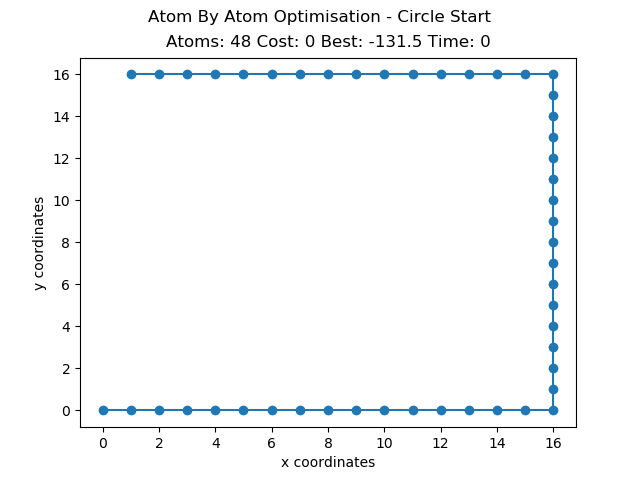 Atom By Atom Optimisation - Circle Start
Atoms: 48 Cost: 0 Best: -131.5 Time: 0
16
14
12
10
8
6
4
2
0
y coordinates
0 2 4 6 8 10 12 14 16
x coordinates